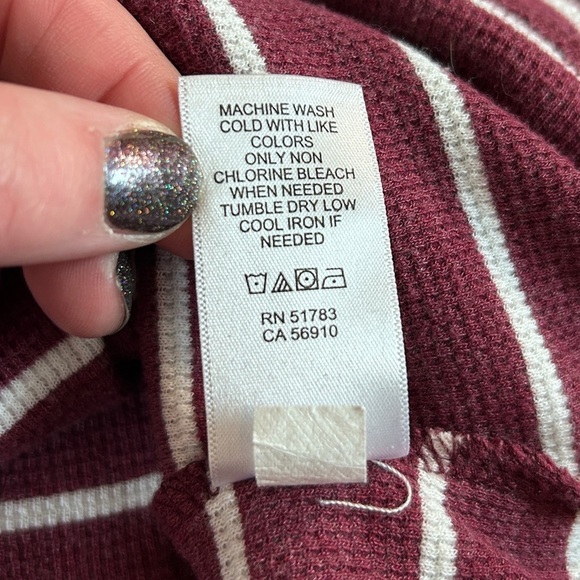 MACHINE WASH
COLD WITH LIKE
COLORS
ONLY NON
CHLORINE BLEACH
WHEN NEEDED
TUMBLE DRY LOW
COOL IRON IF
NEEDED
RN 51783
CA 56910